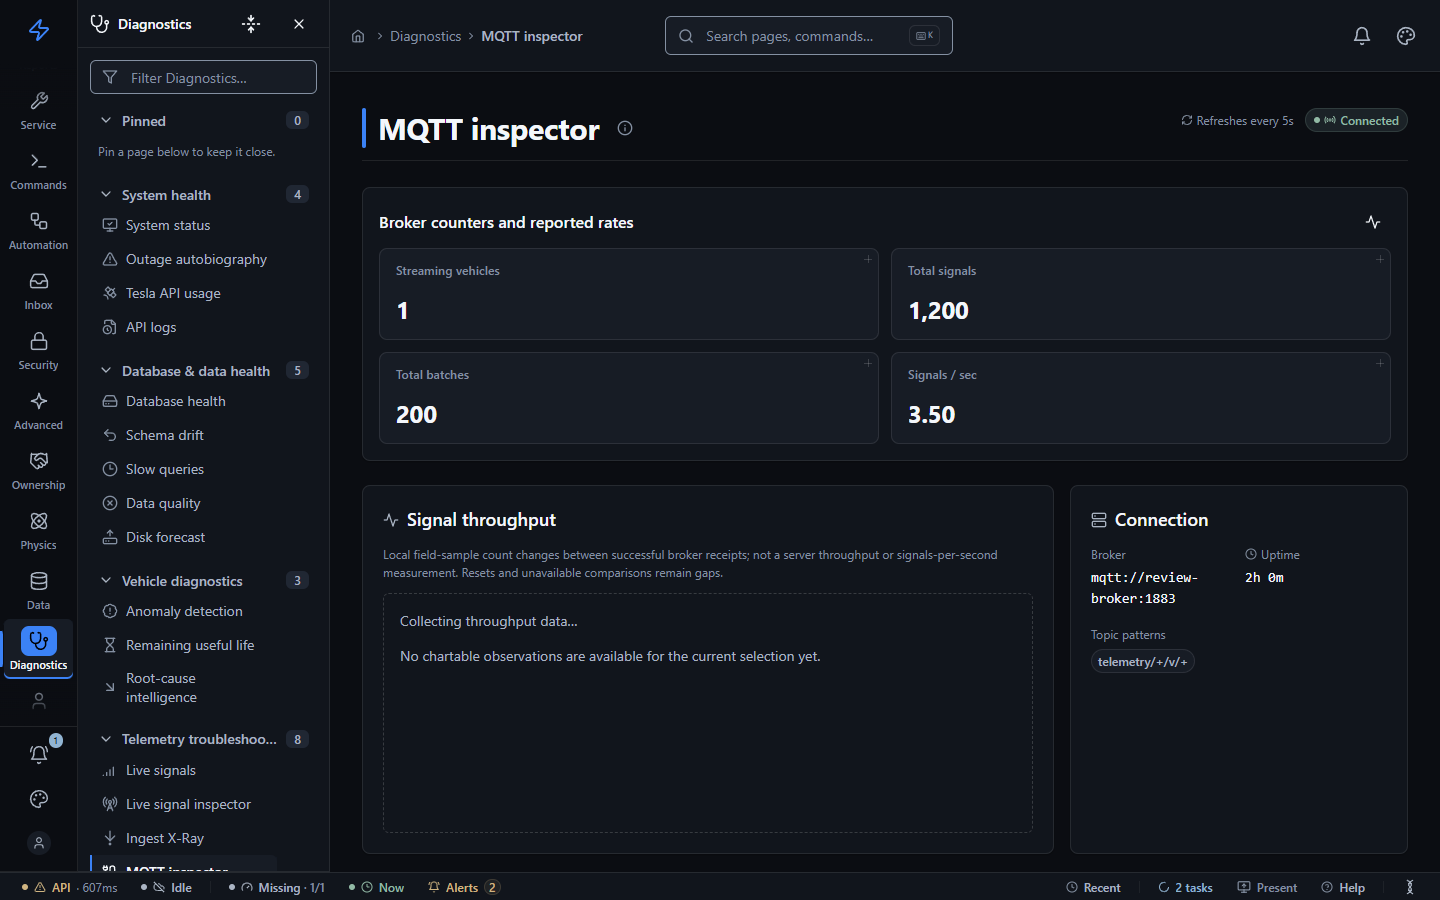 Diagnostics
Diagnostics
MQTT inspector
Search pages, commands...
K
Filter Diagnostics...
Pinned
0
Pin a page below to keep it close.
System health
4
System status
Outage autobiography
Tesla API usage
API logs
Database & data health
5
Database health
Schema drift
Slow queries
Data quality
Disk forecast
Vehicle diagnostics
3
Anomaly detection
Remaining useful life
Root-cause
intelligence
Telemetry troubleshoo...
8
Live signals
Live signal inspector
Ingest X-Ray
MQTT inspector
Service
Commands
Automation
Inbox
Security
Advanced
Ownership
Physics
Data
Diagnostics
1
MQTT inspector
Refreshes every 5s
Connected
Broker counters and reported rates
Streaming vehicles
1
Total signals
1,200
Total batches
200
Signals / sec
3.50
Signal throughput
Local field-sample count changes between successful broker receipts; not a server throughput or signals-per-second
measurement. Resets and unavailable comparisons remain gaps.
Collecting throughput data...
No chartable observations are available for the current selection yet.
Connection
Broker
mqtt://review-
broker:1883
Uptime
2h 0m
Topic patterns
telemetry/+/v/+
API · 607ms
Idle
Missing · 1/1
Now
Alerts 2
Recent
2 tasks
Present
Help